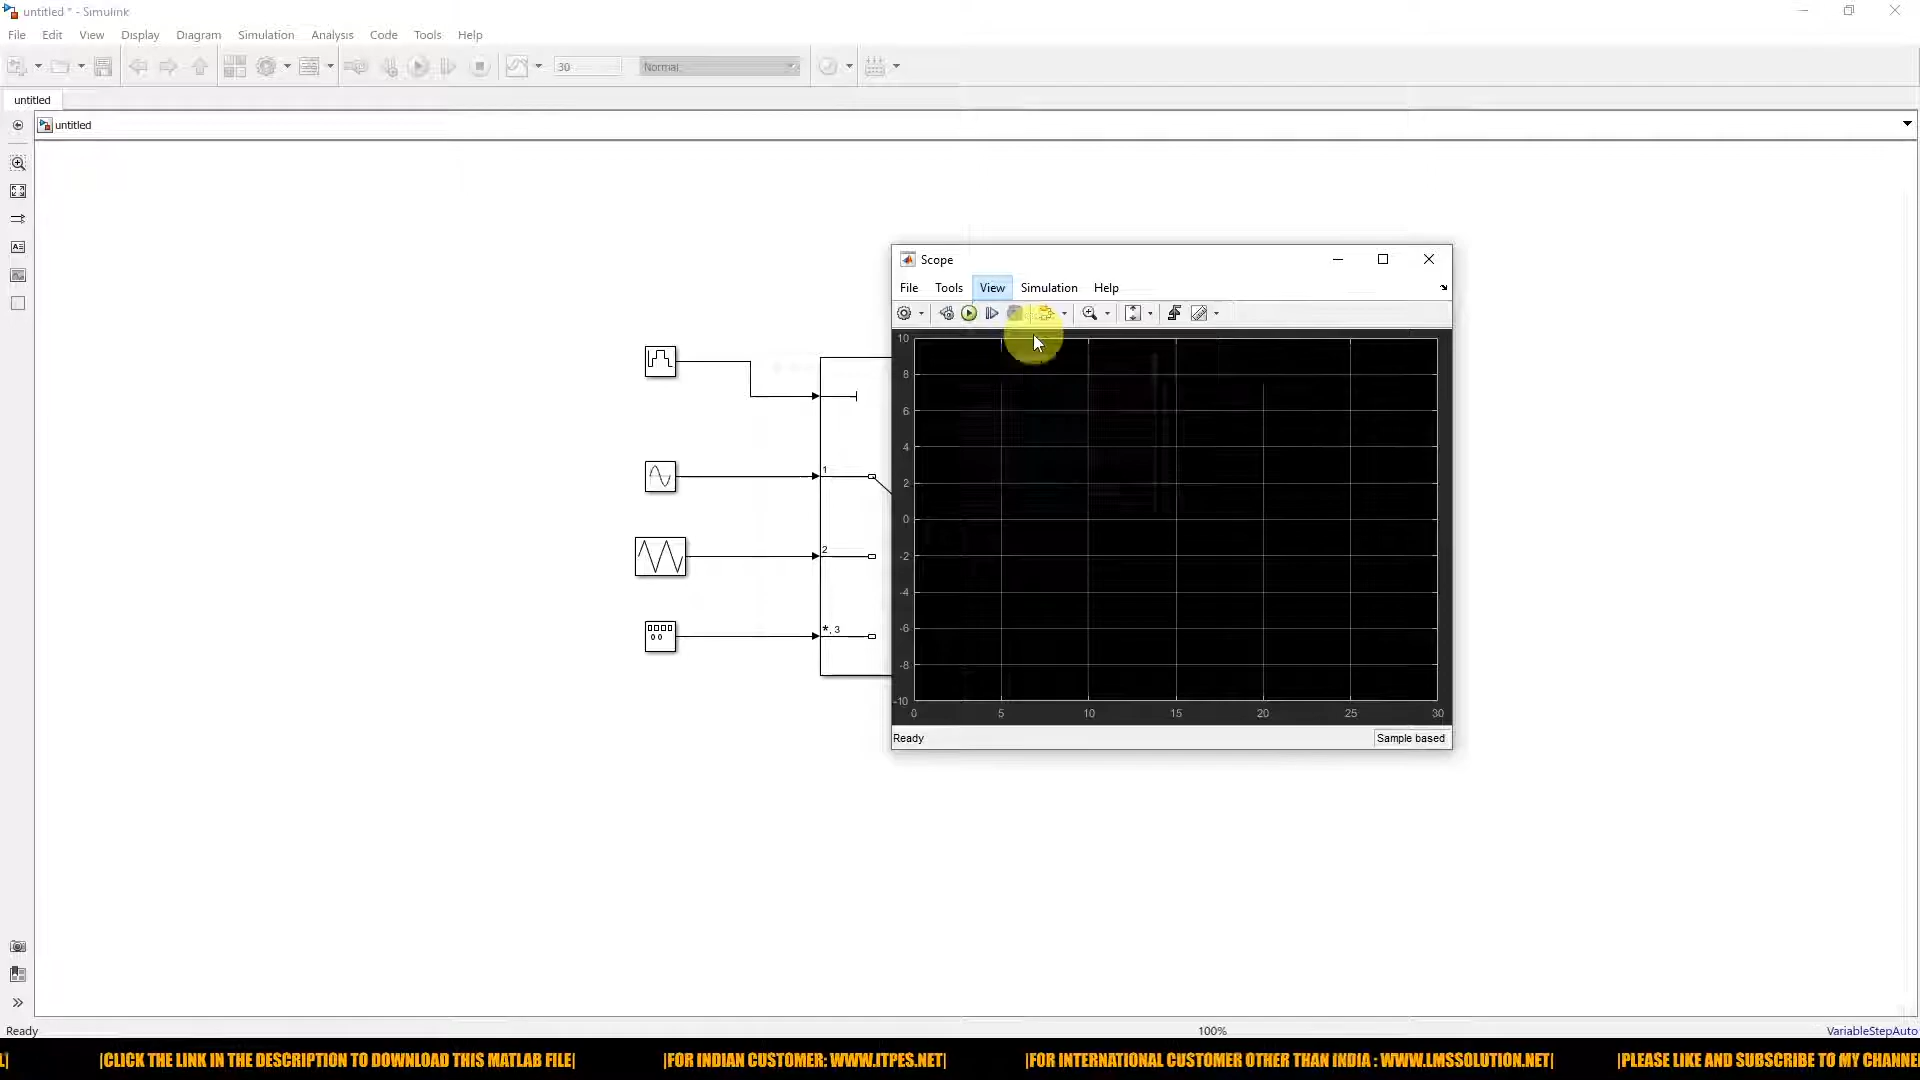 untitled * - Simulink
File Edit View Display Diagram Simulation Analysis Code Tools Help
30 Normal
untitled
untitled
Scope
File Tools View Simulation Help
10
8
6
4
2
0
-2
-4
-6
-8
-10
0 5 10 15 20 25 30
Ready Sample based
1
2
*, 3
Ready 100% VariableStepAuto
L| |CLICK THE LINK IN THE DESCRIPTION TO DOWNLOAD THIS MATLAB FILE| |FOR INDIAN CUSTOMER: WWW.ITPES.NET| |FOR INTERNATIONAL CUSTOMER OTHER THAN INDIA : WWW.LMSSOLUTION.NET| |PLEASE LIKE AND SUBSCRIBE TO MY CHANNE